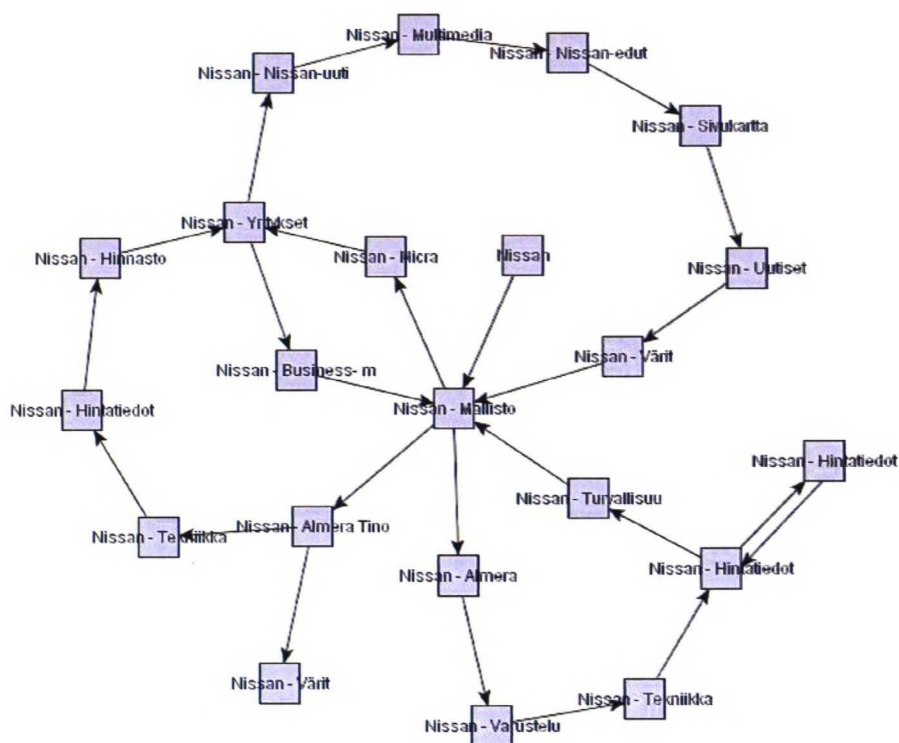 Nissan - Multimedia
Nissan - Nissan-edut
Nissan - Nissan-uuti
Nissan - Sivukartta
Nissan - Yritykset
Nissan - Hinnasto
Nissan - Micra
Nissan
Nissan - Uutiset
Nissan - Värit
Nissan - Business- m
Nissan - Mallisto
Nissan - Hintatiedot
Nissan - Hintatiedot
Nissan - Turvallisuu
Nissan - Almera Tino
Nissan - Tekniikka
Nissan - Almera
Nissan - Hintatiedot
Nissan - Värit
Nissan - Tekniikka
Nissan - Varustelu